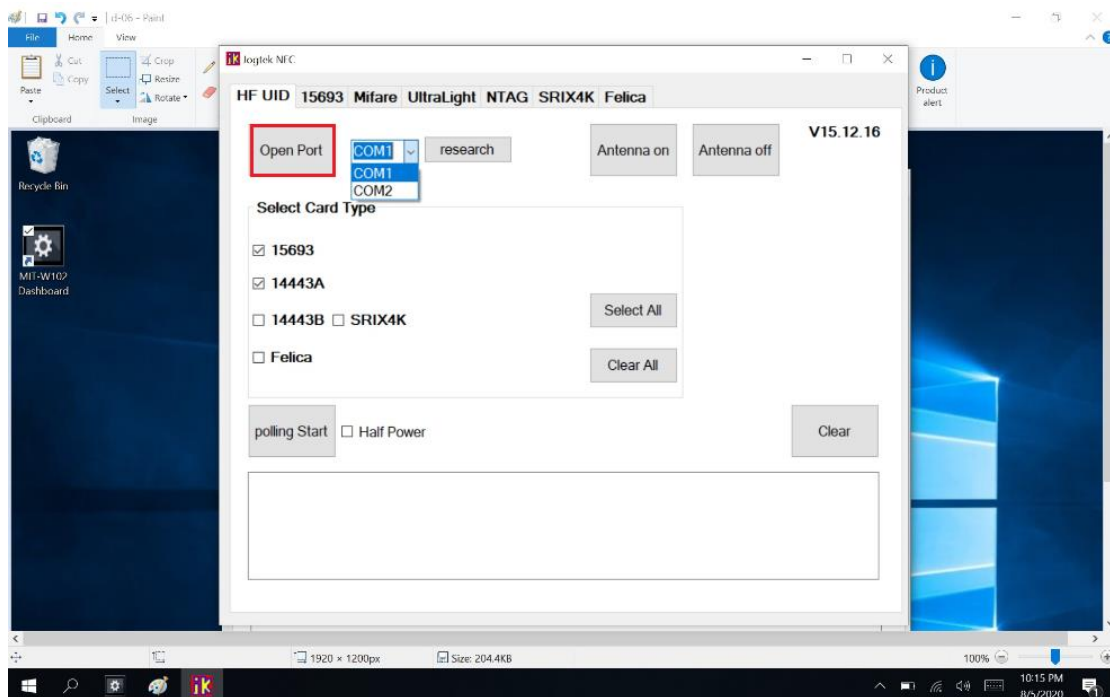 d-06 - Paint
File Home View
Paste
Cut
Copy
Clipboard
Select
Crop
Resize
Rotate
Image
Product alert
Recycle Bin
MIT-W102 Dashboard
logtek NFC
HF UID 15693 Mifare UltraLight NTAG SRIX4K Felica
Open Port COM1 research Antenna on Antenna off V15.12.16
COM1
COM2
Select Card Type
15693
14443A
14443B SRIX4K
Felica
Select All
Clear All
polling Start Half Power Clear
1920 × 1200px Size: 204.4KB 100%
10:15 PM
8/5/2020